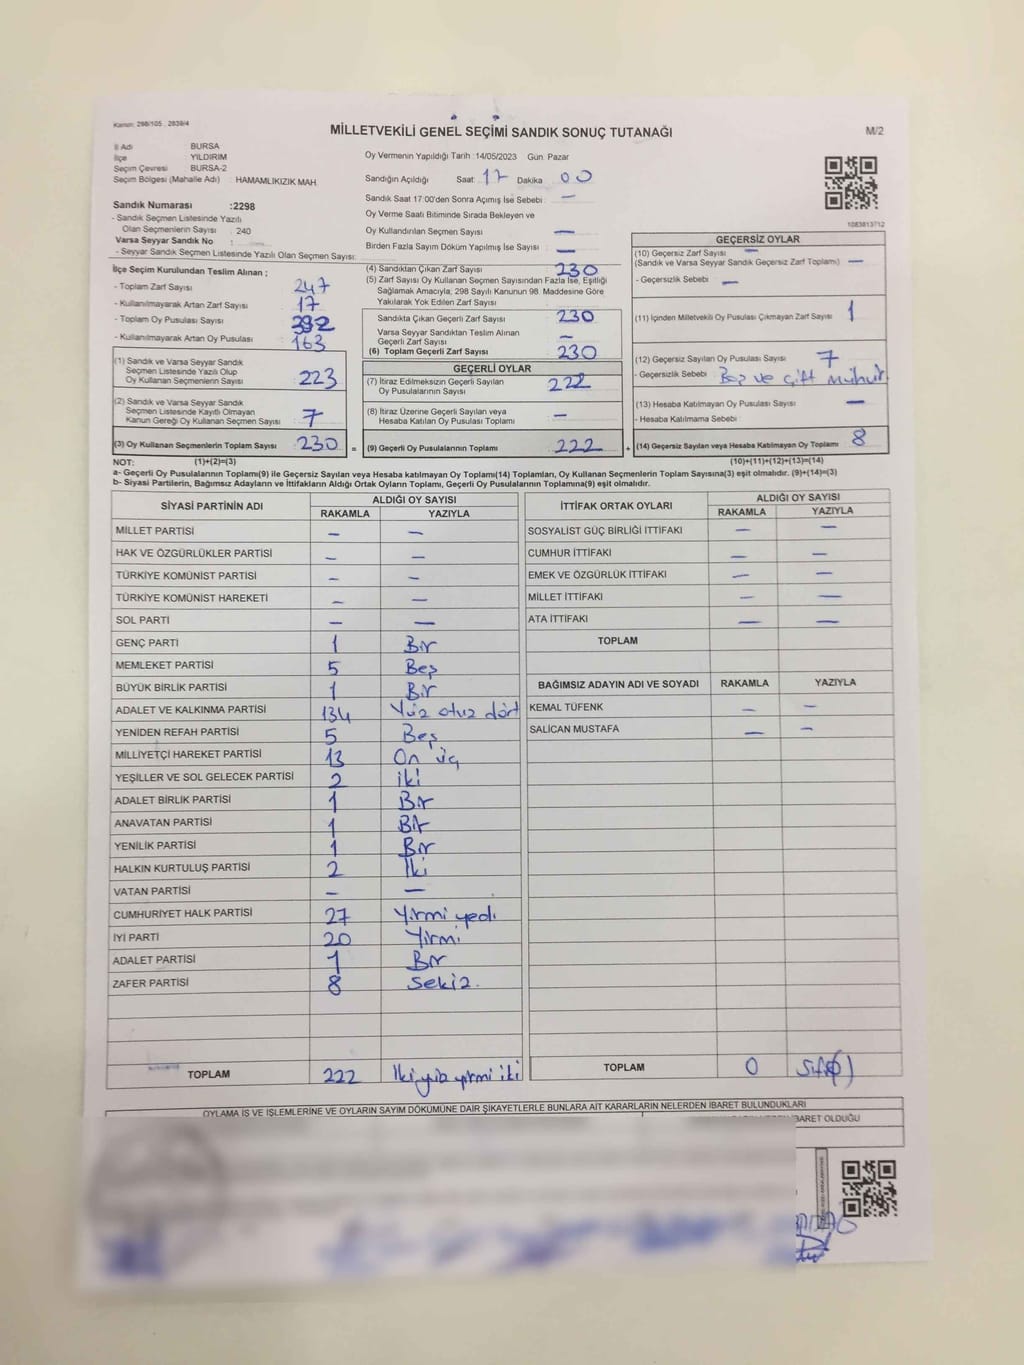 Kanun: 298/105 , 2839/4
MİLLETVEKİLİ GENEL SEÇİMİ SANDIK SONUÇ TUTANAĞI
M/2
İl Adı BURSA
İlçe YILDIRIM
Seçim Çevresi BURSA-2
Seçim Bölgesi (Mahalle Adı) : HAMAMLIKIZIK MAH.
Sandık Numarası :2298
- Sandık Seçmen Listesinde Yazılı
Olan Seçmenlerin Sayısı : 240
Varsa Seyyar Sandık No :
- Seyyar Sandık Seçmen Listesinde Yazılı Olan Seçmen Sayısı:
Oy Vermenin Yapıldığı Tarih :14/05/2023 Gün: Pazar
Sandığın Açıldığı Saat: 17 Dakika 00
Sandık Saat 17:00'den Sonra Açımış İse Sebebi : —
Oy Verme Saati Bitiminde Sırada Bekleyen ve
Oy Kullandırılan Seçmen Sayısı —
Birden Fazla Sayım Döküm Yapılmış İse Sayısı : —
1083813712
İlçe Seçim Kurulundan Teslim Alınan ;
- Toplam Zarf Sayısı 247
- Kullanılmayarak Artan Zarf Sayısı 17
- Toplam Oy Pusulası Sayısı
- Kullanılmayarak Artan Oy Pusulası 163
(1) Sandık ve Varsa Seyyar Sandık
Seçmen Listesinde Yazılı Olup
Oy Kullanan Seçmenlerin Sayısı 223
(2) Sandık ve Varsa Seyyar Sandık
Seçmen Listesinde Kayıtlı Olmayan
Kanun Gereği Oy Kullanan Seçmen Sayısı 7
(3) Oy Kullanan Seçmenlerin Toplam Sayısı 230
(4) Sandıktan Çıkan Zarf Sayısı 230
(5) Zarf Sayısı Oy Kullanan Seçmen Sayısından Fazla İse, Eşitliği
Sağlamak Amacıyla, 298 Sayılı Kanunun 98. Maddesine Göre
Yakılarak Yok Edilen Zarf Sayısı
Sandıkta Çıkan Geçerli Zarf Sayısı 230
Varsa Seyyar Sandıktan Teslim Alınan
Geçerli Zarf Sayısı —
(6) Toplam Geçerli Zarf Sayısı 230
GEÇERLİ OYLAR
(7) İtiraz Edilmeksizin Geçerli Sayılan
Oy Pusulalarının Sayısı 222
(8) İtiraz Üzerine Geçerli Sayılan veya
Hesaba Katılan Oy Pusulası Toplamı —
= (9) Geçerli Oy Pusulalarının Toplamı 222
GEÇERSİZ OYLAR
(10) Geçersiz Zarf Sayısı —
(Sandık ve Varsa Seyyar Sandık Geçersiz Zarf Toplamı) —
- Geçersizlik Sebebi : —
(11) İçinden Milletvekili Oy Pusulası Çıkmayan Zarf Sayısı 1
(12) Geçersiz Sayılan Oy Pusulası Sayısı 7
- Geçersizlik Sebebi : Boş ve çift mühür
(13) Hesaba Katılmayan Oy Pusulası Sayısı —
- Hesaba Katılmama Sebebi :
+ (14) Geçersiz Sayılan veya Hesaba Katılmayan Oy Toplamı 8
NOT: (1)+(2)=(3) (10)+(11)+(12)+(13)=(14)
a- Geçerli Oy Pusulalarının Toplamı(9) ile Geçersiz Sayılan veya Hesaba katılmayan Oy Toplamı(14) Toplamları, Oy Kullanan Seçmenlerin Toplam Sayısına(3) eşit olmalıdır. (9)+(14)=(3)
b- Siyasi Partilerin, Bağımsız Adayların ve İttifakların Aldığı Ortak Oyların Toplamı, Geçerli Oy Pusulalarının Toplamına(9) eşit olmalıdır.
SİYASİ PARTİNİN ADI ALDIĞI OY SAYISI
RAKAMLA YAZIYLA
MİLLET PARTİSİ — —
HAK VE ÖZGÜRLÜKLER PARTİSİ — —
TÜRKİYE KOMÜNİST PARTİSİ — —
TÜRKİYE KOMÜNİST HAREKETİ — —
SOL PARTİ — —
GENÇ PARTİ 1 Bir
MEMLEKET PARTİSİ 5 Beş
BÜYÜK BİRLİK PARTİSİ 1 Bir
ADALET VE KALKINMA PARTİSİ 134 Yüz otuz dört
YENİDEN REFAH PARTİSİ 5 Beş
MİLLİYETÇİ HAREKET PARTİSİ 13 On üç
YEŞİLLER VE SOL GELECEK PARTİSİ 2 iki
ADALET BİRLİK PARTİSİ 1 Bir
ANAVATAN PARTİSİ 1 Bir
YENİLİK PARTİSİ 1 Bir
HALKIN KURTULUŞ PARTİSİ 2 İki
VATAN PARTİSİ — —
CUMHURİYET HALK PARTİSİ 27 Yirmi yedi
İYİ PARTİ 20 Yirmi
ADALET PARTİSİ 1 Bir
ZAFER PARTİSİ 8 Sekiz.
TOPLAM 222 İkiyüz yirmi iki
İTTİFAK ORTAK OYLARI ALDIĞI OY SAYISI
RAKAMLA YAZIYLA
SOSYALİST GÜÇ BİRLİĞİ İTTİFAKI — —
CUMHUR İTTİFAKI — —
EMEK VE ÖZGÜRLÜK İTTİFAKI — —
MİLLET İTTİFAKI — —
ATA İTTİFAKI — —
TOPLAM
BAĞIMSIZ ADAYIN ADI VE SOYADI RAKAMLA YAZIYLA
KEMAL TÜFENK — —
SALİCAN MUSTAFA — —
TOPLAM 0
OYLAMA İŞ VE İŞLEMLERİNE VE OYLARIN SAYIM DÖKÜMÜNE DAİR ŞİKAYETLERLE BUNLARA AİT KARARLARIN NELERDEN İBARET BULUNDUKLARI
İBARET OLDUĞU